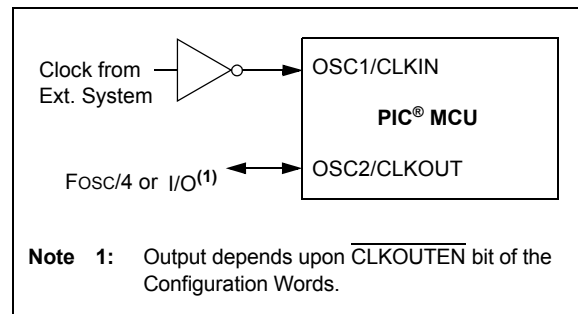 Clock from
Ext. System
OSC1/CLKIN
PIC® MCU
FOSC/4 or I/O(1)
OSC2/CLKOUT
Note 1: Output depends upon CLKOUTEN bit of the
Configuration Words.